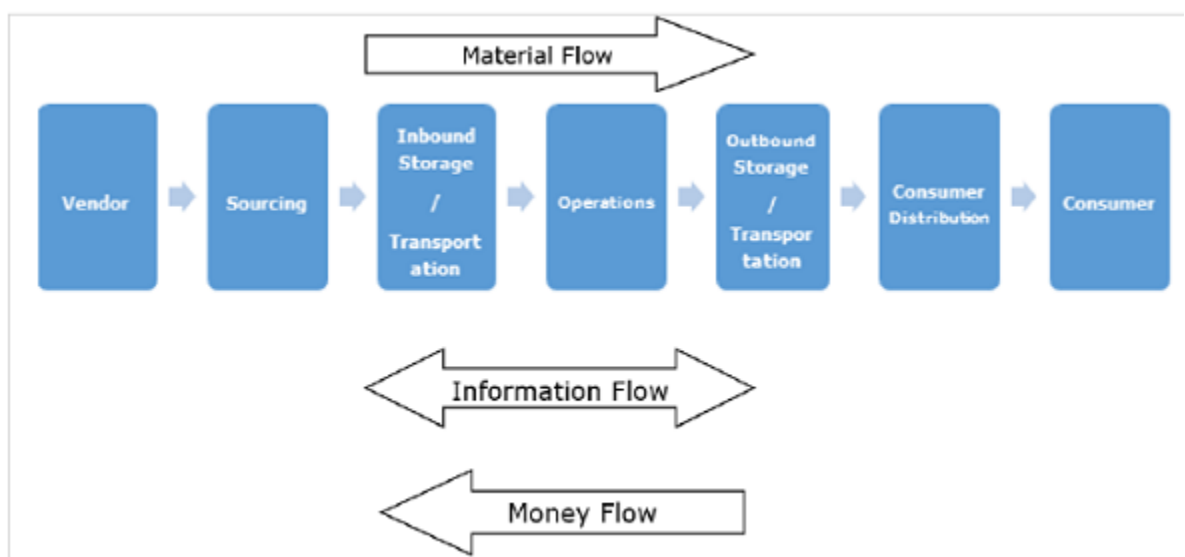 Material Flow
Vendor
Sourcing
Inbound
Storage
/
Transport
ation
Operations
Outbound
Storage
/
Transpor
tation
Consumer
Distribution
Consumer
Information Flow
Money Flow